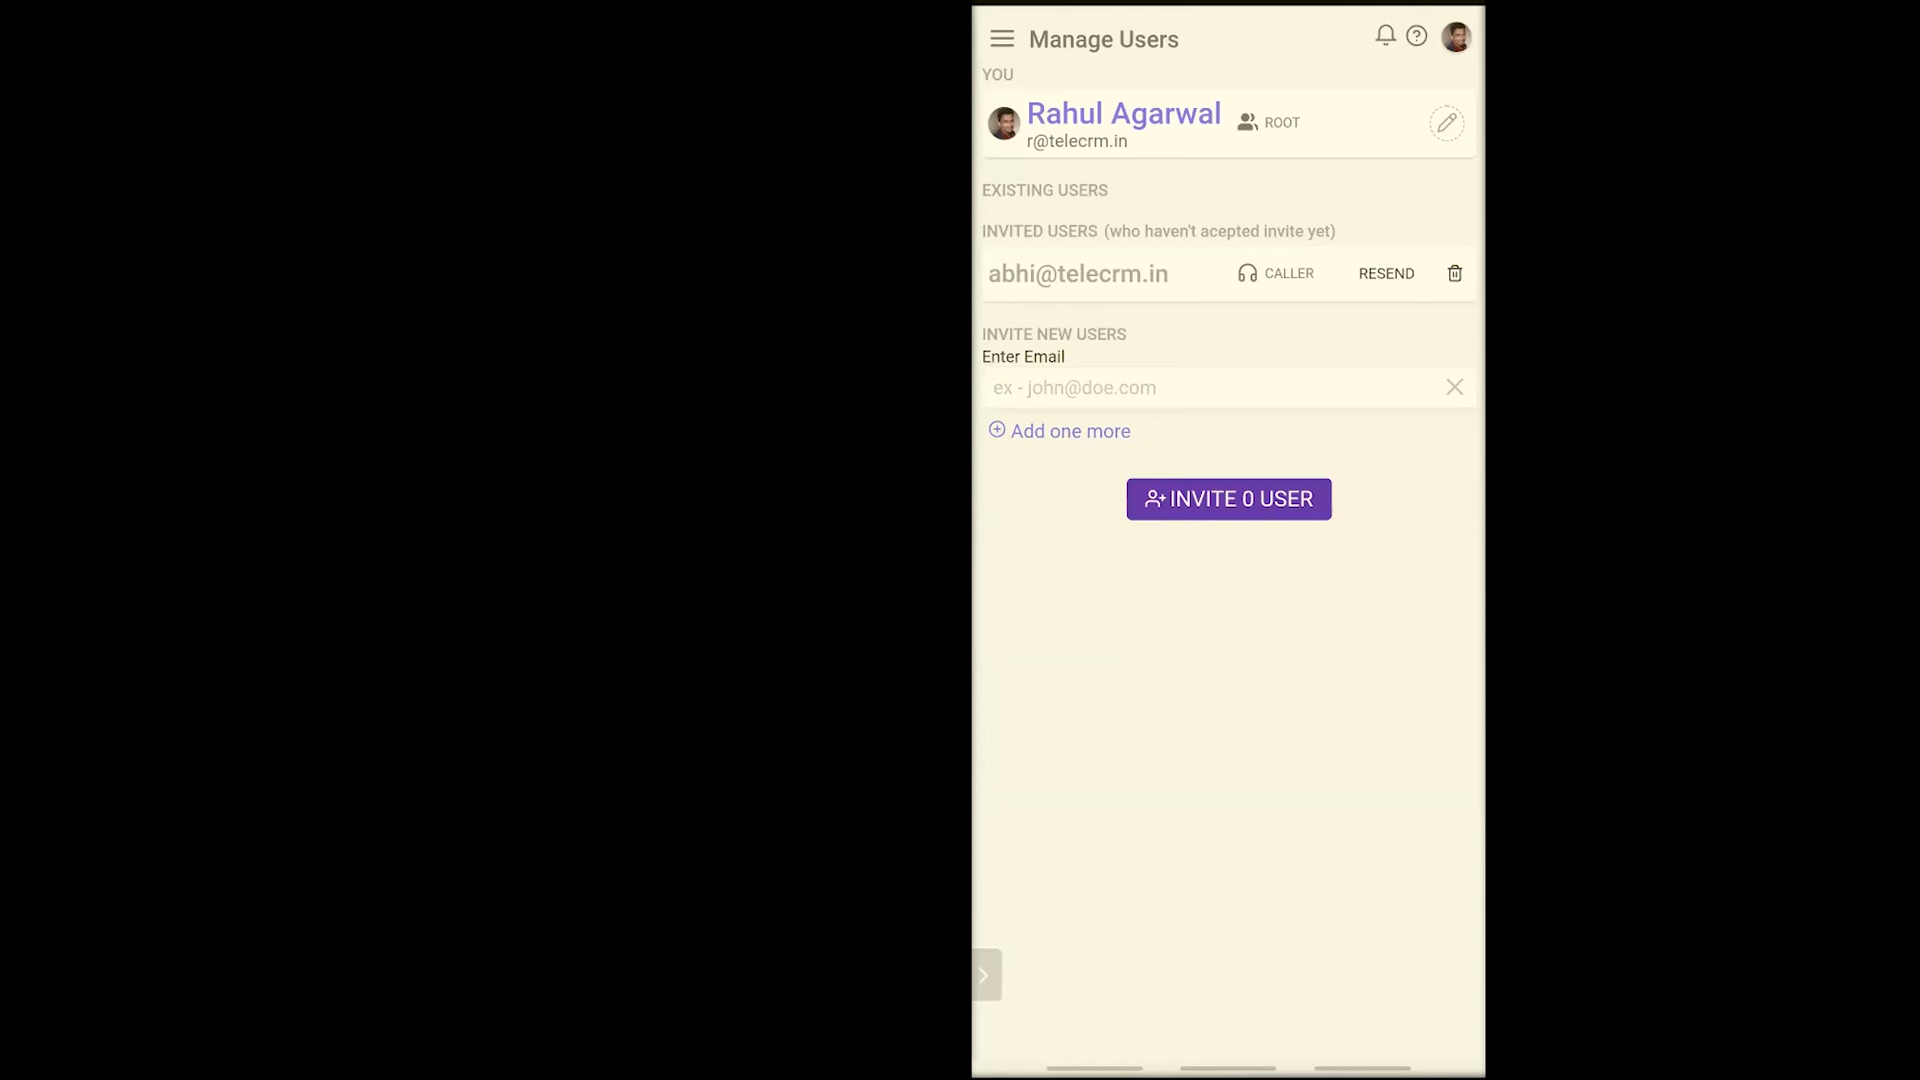 Manage Users
YOU
Rahul Agarwal ROOT
r@telecrm.in
EXISTING USERS
INVITED USERS (who haven't acepted invite yet)
abhi@telecrm.in CALLER RESEND
INVITE NEW USERS
Enter Email
ex - john@doe.com
Add one more
INVITE 0 USER